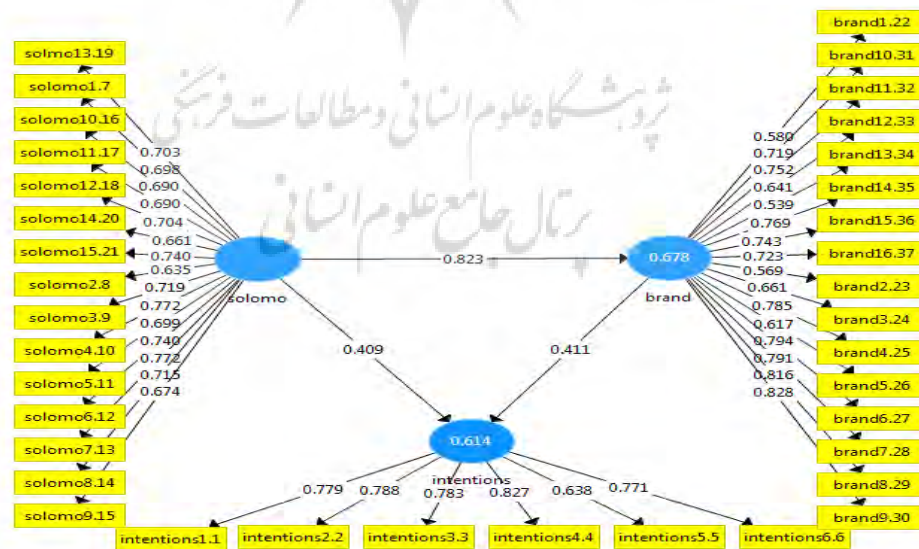 solmo13.19
solomo1.7
solomo10.16
solomo11.17
solomo12.18
solomo14.20
solomo15.21
solomo2.8
solomo3.9
solomo4.10
solomo5.11
solomo6.12
solomo7.13
solomo8.14
solomo9.15
0.703
0.698
0.690
0.690
0.704
0.661
0.740
0.635
0.719
0.772
0.699
0.740
0.772
0.715
0.674
solomo
0.823
0.409
0.411
0.678
brand
0.580
0.719
0.752
0.641
0.539
0.769
0.743
0.723
0.569
0.661
0.785
0.617
0.794
0.791
0.816
0.828
brand1.22
brand10.31
brand11.32
brand12.33
brand13.34
brand14.35
brand15.36
brand16.37
brand2.23
brand3.24
brand4.25
brand5.26
brand6.27
brand7.28
brand8.29
brand9.30
0.614
intentions
0.779
0.788
0.783
0.827
0.638
0.771
intentions1.1
intentions2.2
intentions3.3
intentions4.4
intentions5.5
intentions6.6
پژوهشگاه علوم انسانی و مطالعات فرهنگی
پرتال جامع علوم انسانی